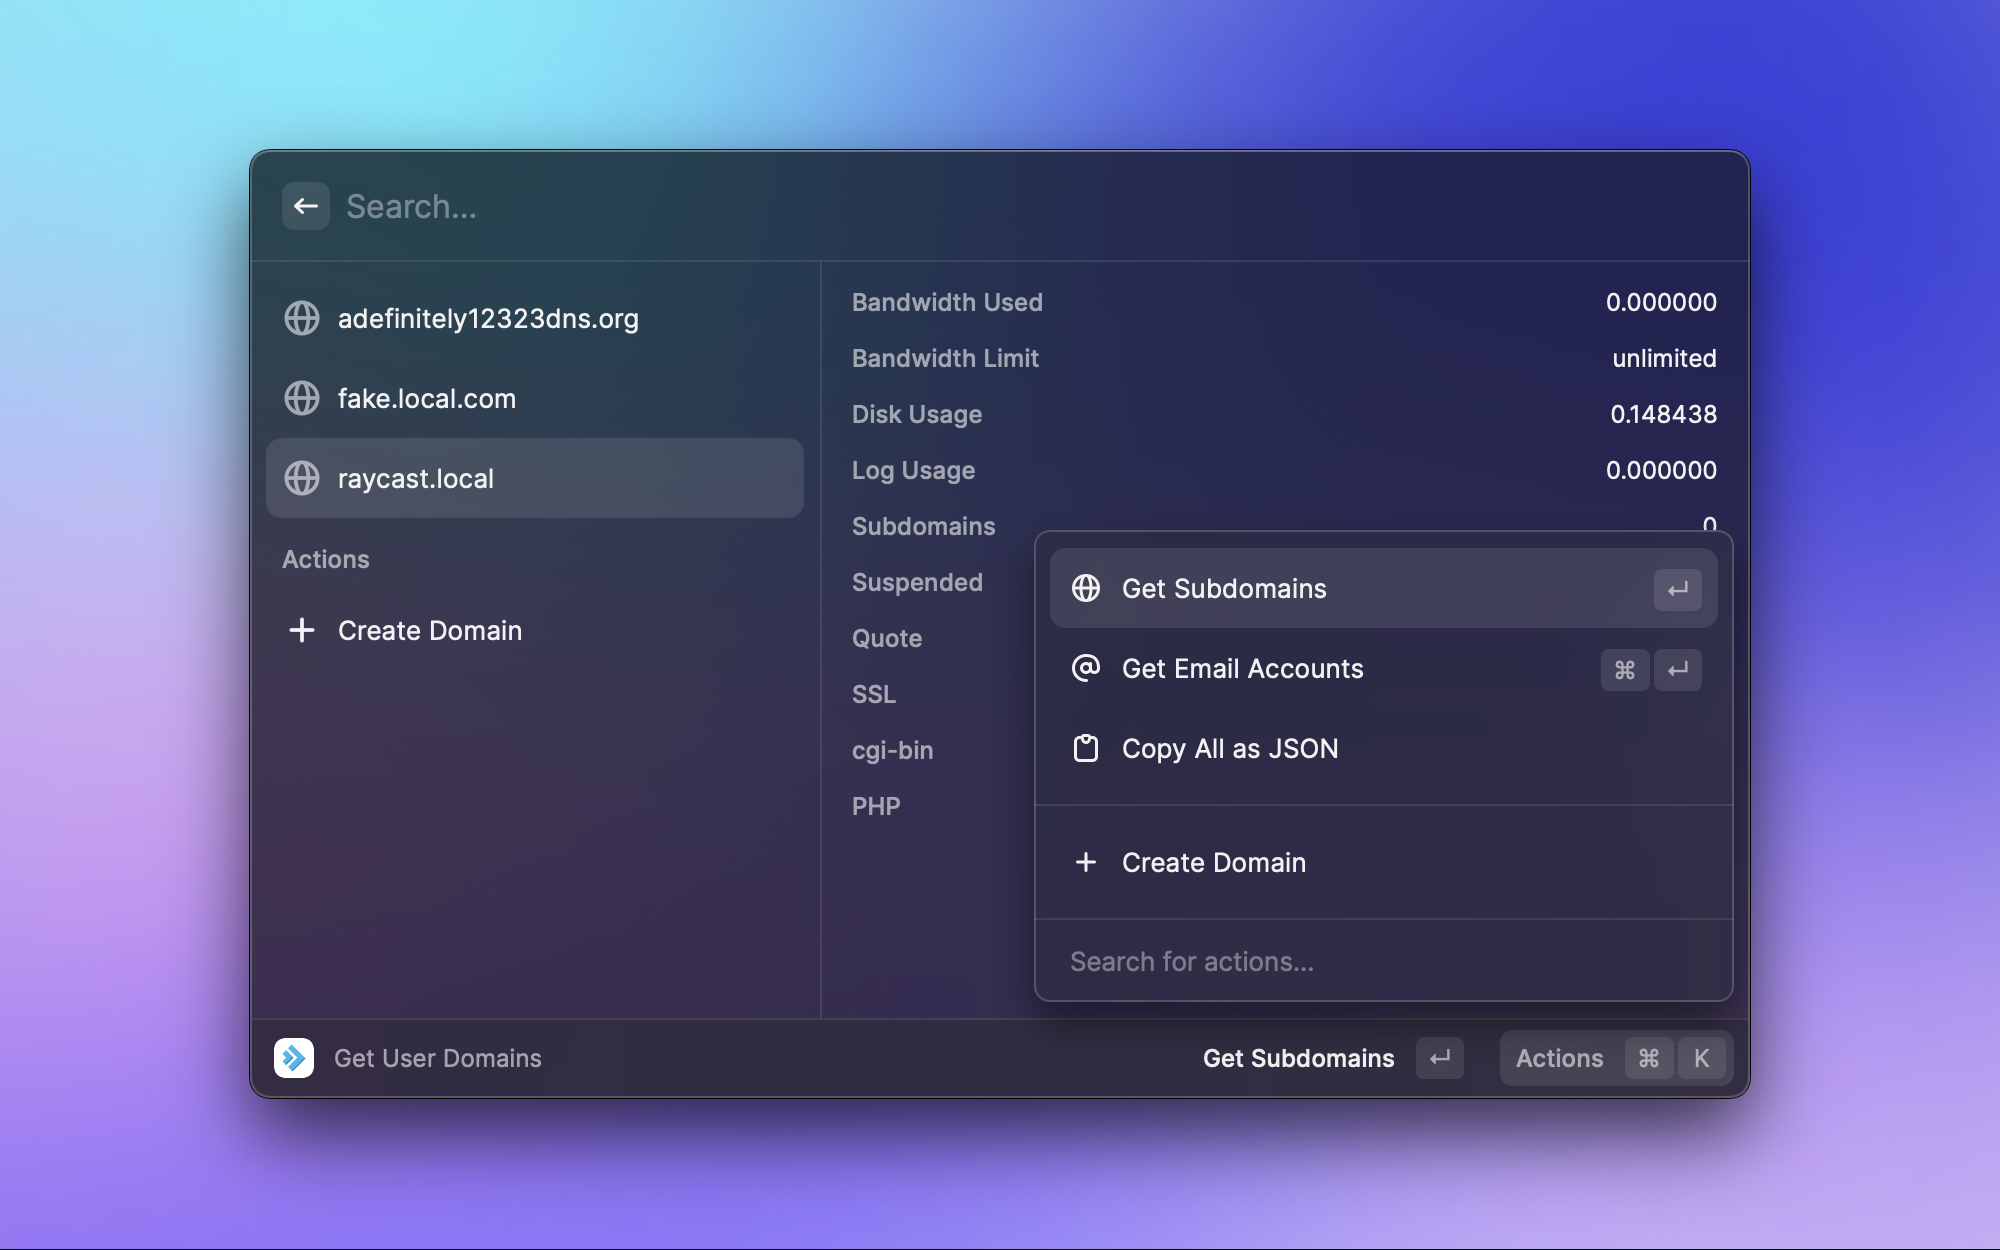 Search...
adefinitely12323dns.org
fake.local.com
raycast.local
Actions
Create Domain
Bandwidth Used 0.000000
Bandwidth Limit unlimited
Disk Usage 0.148438
Log Usage 0.000000
Subdomains 0
Suspended
Quote
SSL
cgi-bin
PHP
Get Subdomains ↵
Get Email Accounts ⌘ ↵
Copy All as JSON
Create Domain
Search for actions...
Get User Domains
Get Subdomains ↵ Actions ⌘ K